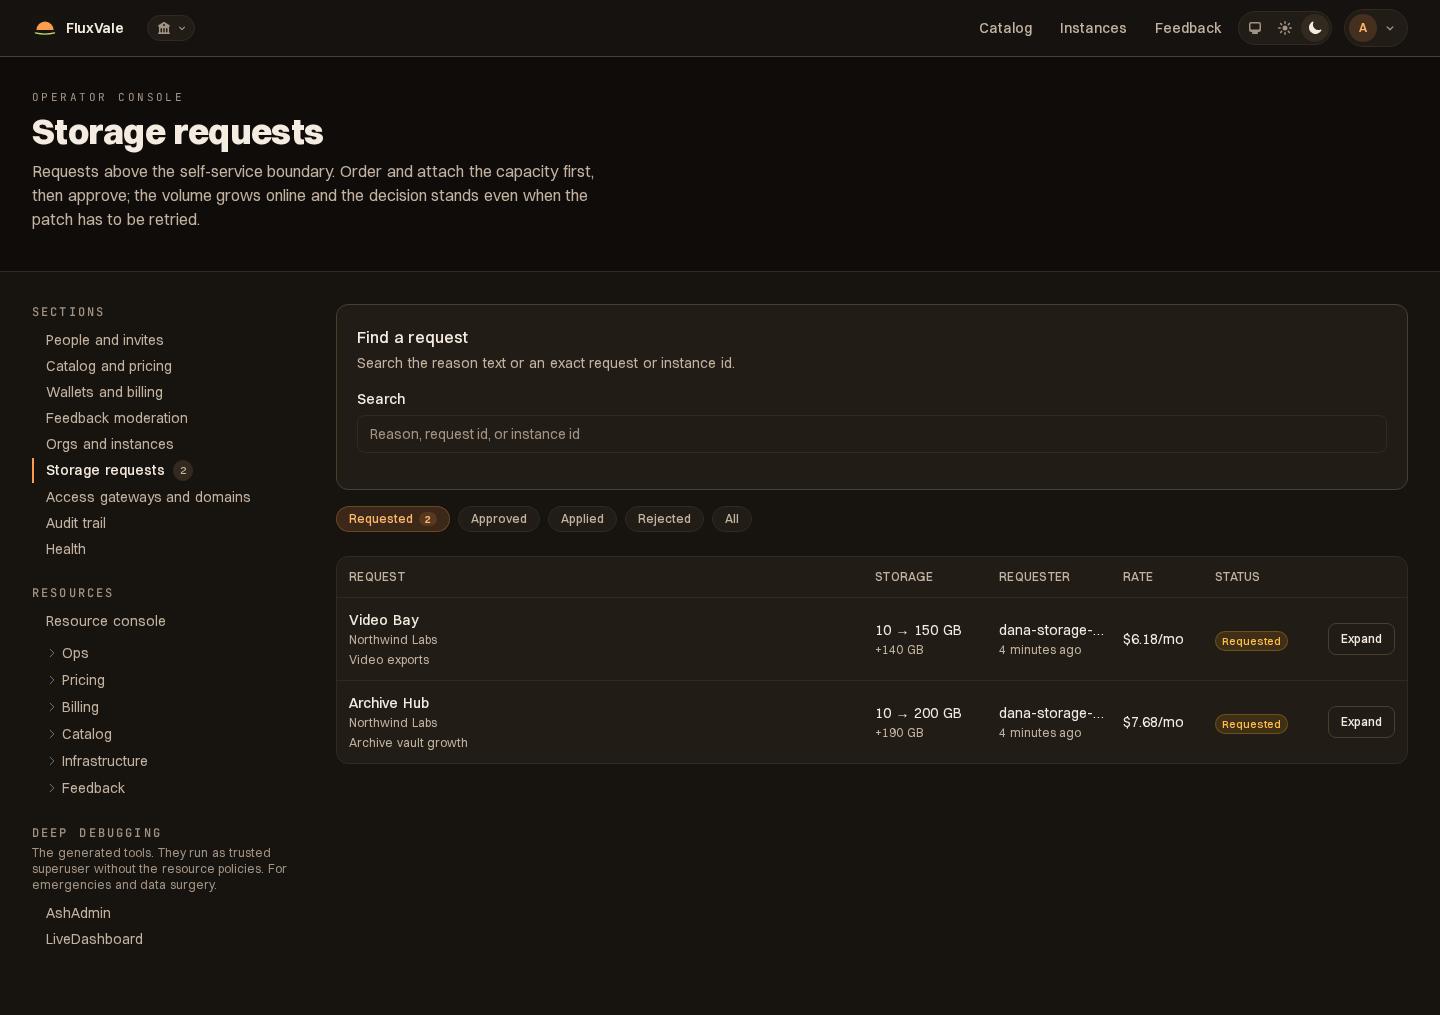 FluxVale
Catalog
Instances
Feedback
A
OPERATOR CONSOLE
Storage requests
Requests above the self-service boundary. Order and attach the capacity first,
then approve; the volume grows online and the decision stands even when the
patch has to be retried.
SECTIONS
People and invites
Catalog and pricing
Wallets and billing
Feedback moderation
Orgs and instances
Storage requests 2
Access gateways and domains
Audit trail
Health
RESOURCES
Resource console
Ops
Pricing
Billing
Catalog
Infrastructure
Feedback
DEEP DEBUGGING
The generated tools. They run as trusted
superuser without the resource policies. For
emergencies and data surgery.
AshAdmin
LiveDashboard
Find a request
Search the reason text or an exact request or instance id.
Search
Reason, request id, or instance id
Requested 2
Approved
Applied
Rejected
All
REQUEST STORAGE REQUESTER RATE STATUS
Video Bay
Northwind Labs
Video exports
10 → 150 GB
+140 GB
dana-storage-…
4 minutes ago
$6.18/mo
Requested
Expand
Archive Hub
Northwind Labs
Archive vault growth
10 → 200 GB
+190 GB
dana-storage-…
4 minutes ago
$7.68/mo
Requested
Expand